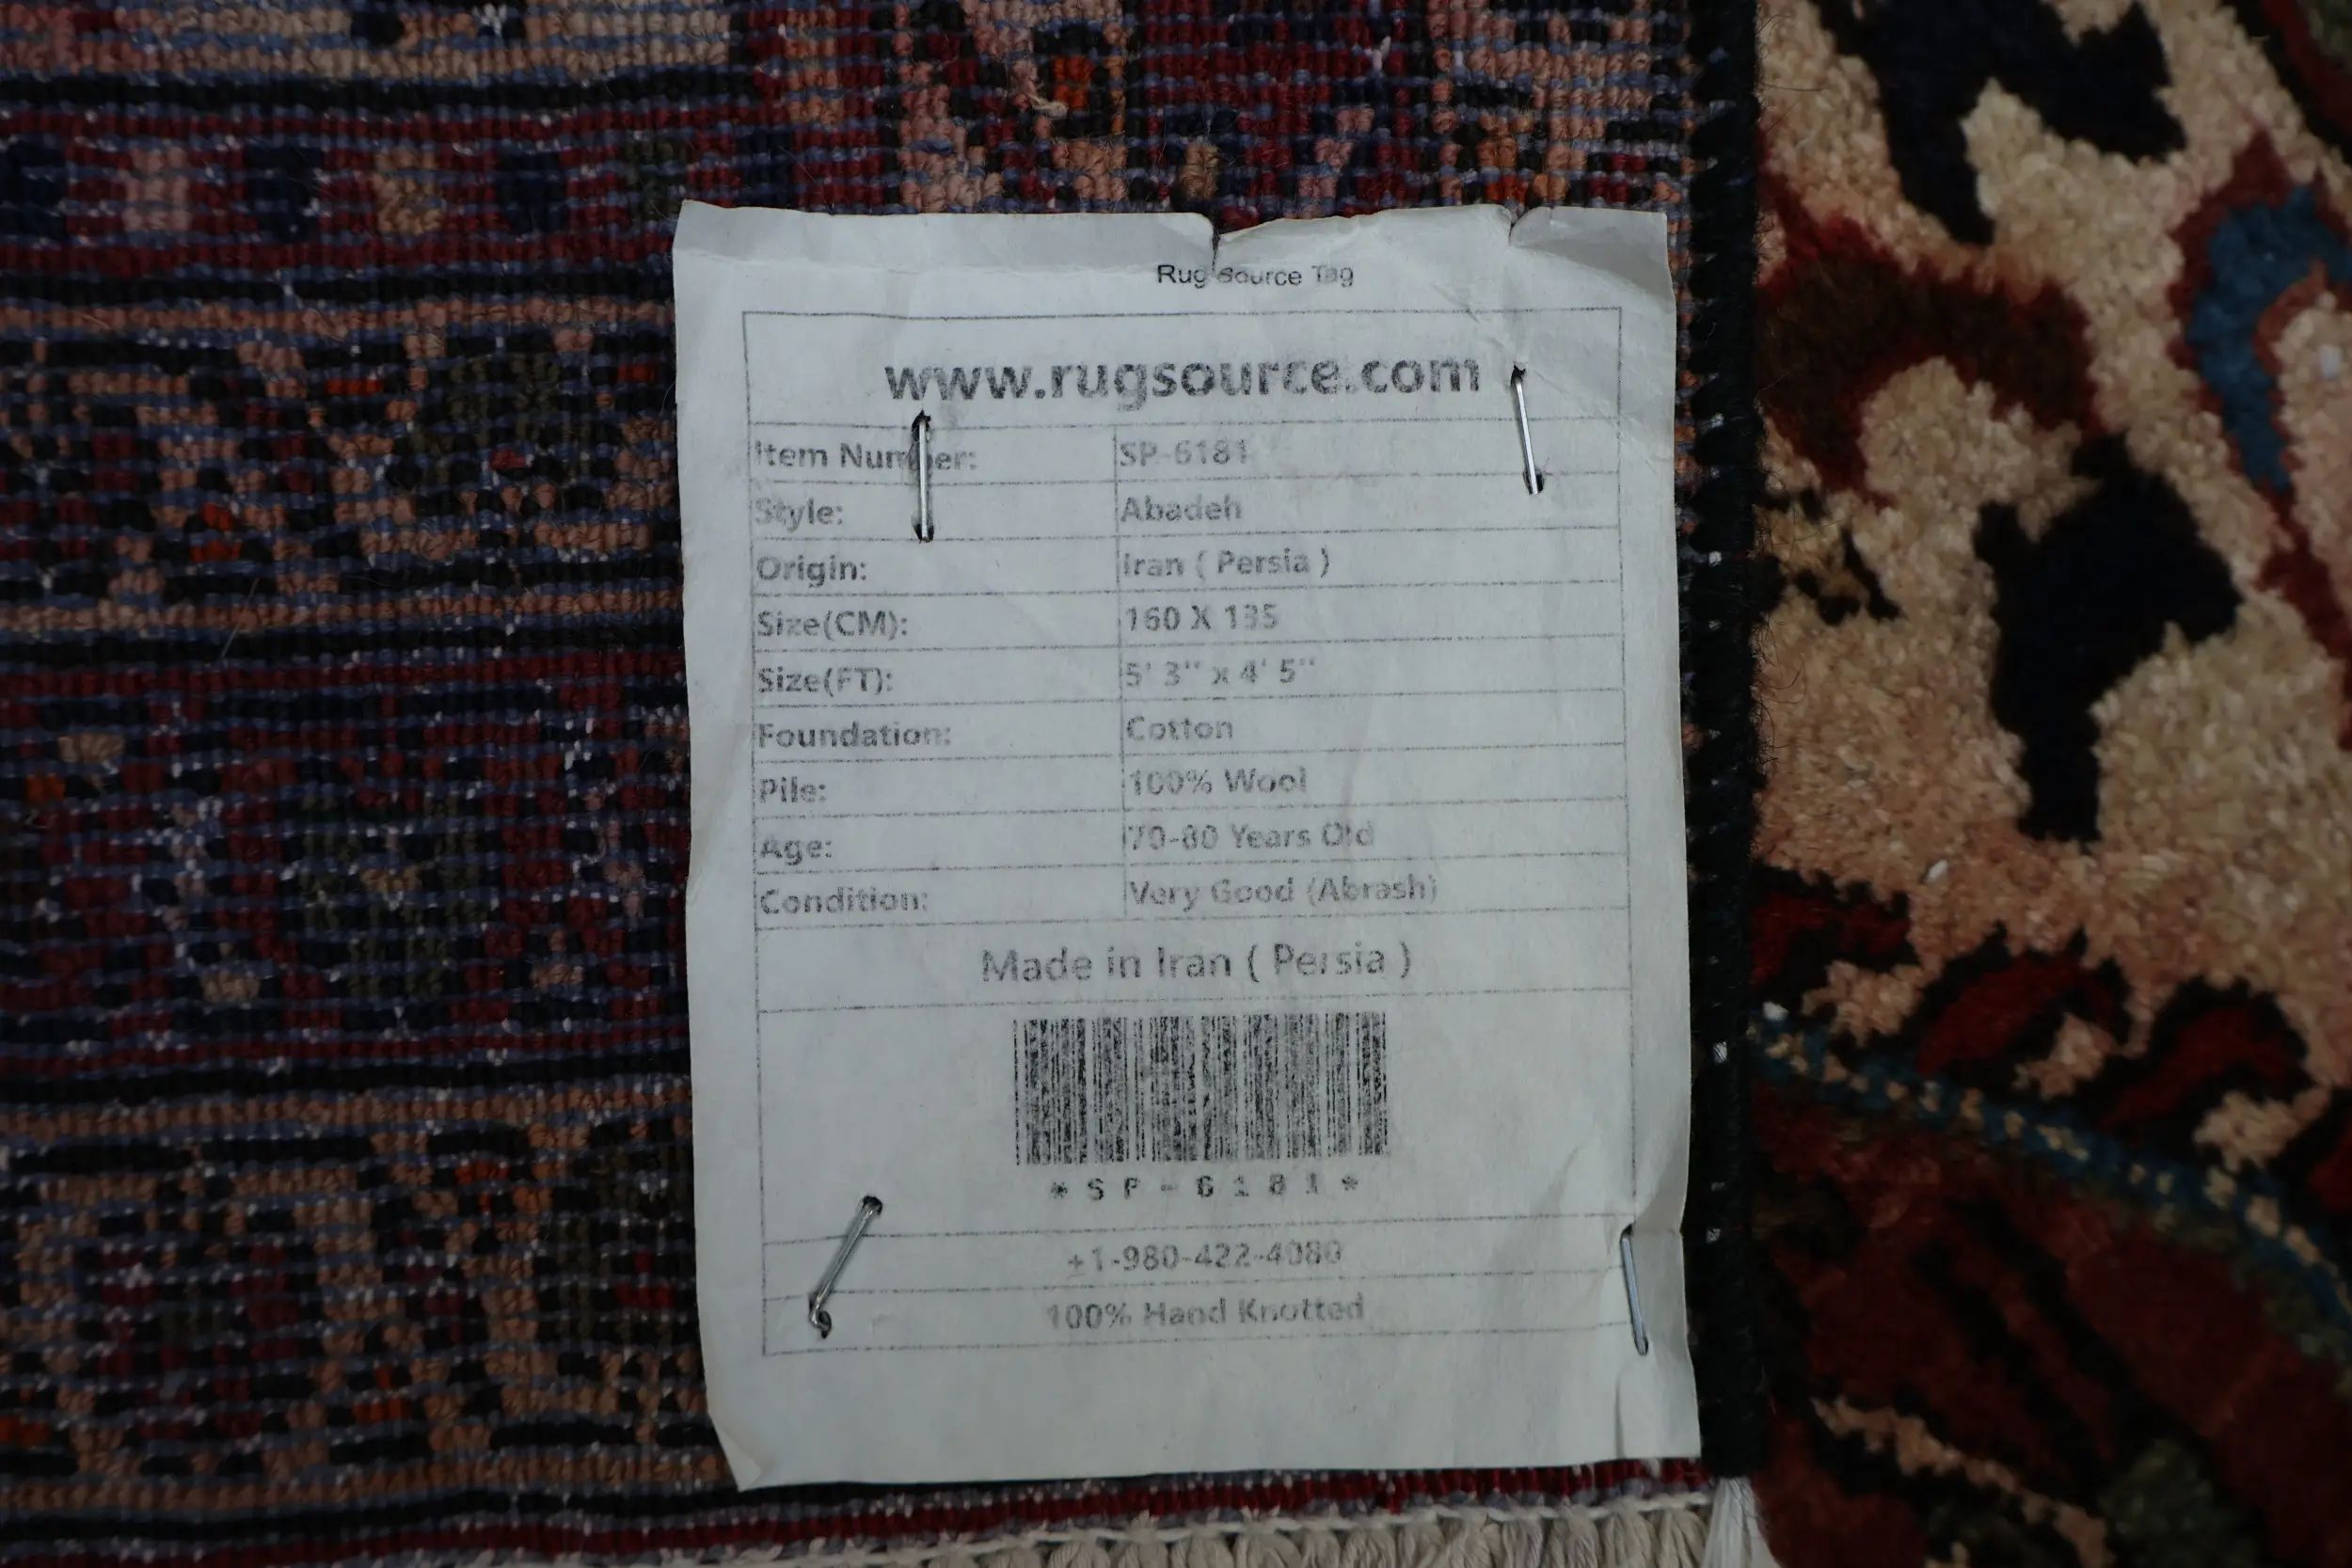 Rug Source Tag
www.rugsource.com
Item Number: SP-6181
Style: Abadeh
Origin: Iran ( Persia )
Size(CM): 160 X 135
Size(FT): 5' 3'' x 4' 5''
Foundation: Cotton
Pile: 100% Wool
Age: 70-80 Years Old
Condition: Very Good (Abrash)
Made in Iran ( Persia )
*SP-6181*
+1-980-422-4080
100% Hand Knotted